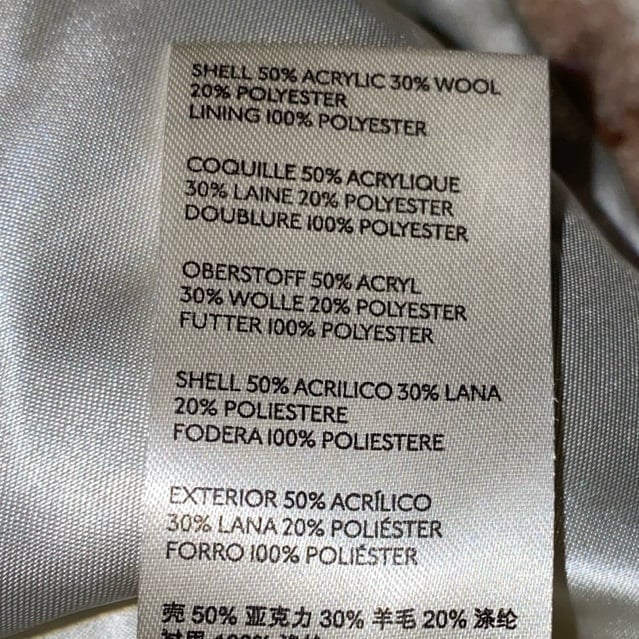 SHELL 50% ACRYLIC 30% WOOL
20% POLYESTER
LINING 100% POLYESTER
COQUILLE 50% ACRYLIQUE
30% LAINE 20% POLYESTER
DOUBLURE 100% POLYESTER
OBERSTOFF 50% ACRYL
30% WOLLE 20% POLYESTER
FUTTER 100% POLYESTER
SHELL 50% ACRILICO 30% LANA
20% POLIESTERE
FODERA 100% POLIESTERE
EXTERIOR 50% ACRÍLICO
30% LANA 20% POLIÉSTER
FORRO 100% POLIÉSTER
壳 50% 亚克力 30% 羊毛 20% 涤纶